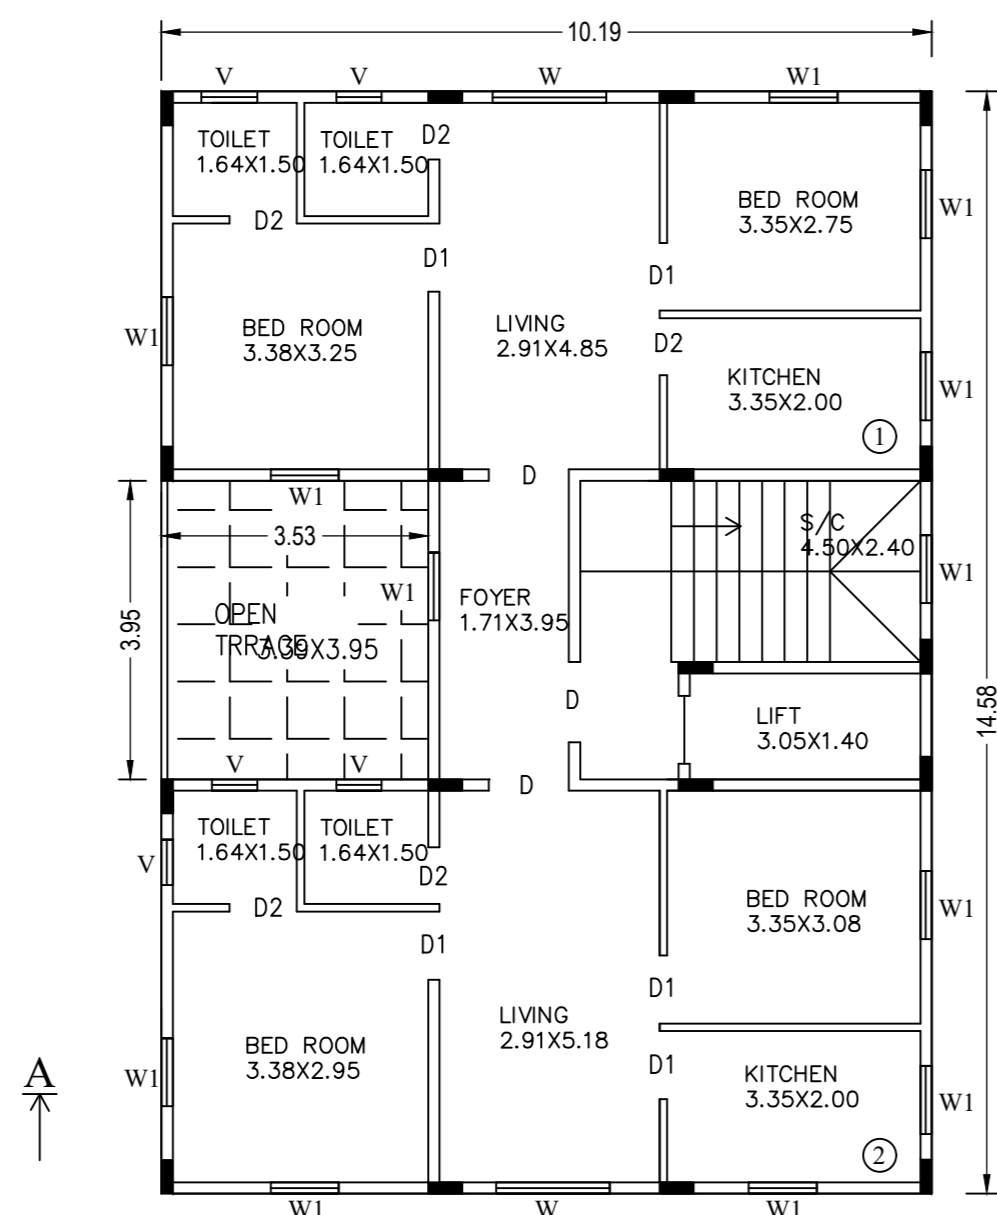 10.19
V V W W1
TOILET
1.64X1.50
TOILET
1.64X1.50
D2
BED ROOM
3.35X2.75
W1
D2
D1
D1
W1
BED ROOM
3.38X3.25
LIVING
2.91X4.85
D2
KITCHEN
3.35X2.00
W1
1
D
W1
3.53
S/C
4.50X2.40
W1
W1
FOYER
1.71X3.95
3.95
OPEN
TRRACE
3.39X3.95
D
LIFT
3.05X1.40
14.58
V V
D
TOILET
1.64X1.50
TOILET
1.64X1.50
V
D2
D2
BED ROOM
3.35X3.08
W1
D1
D1
LIVING
2.91X5.18
BED ROOM
3.38X2.95
W1
D1
KITCHEN
3.35X2.00
W1
A
2
W1 W W1